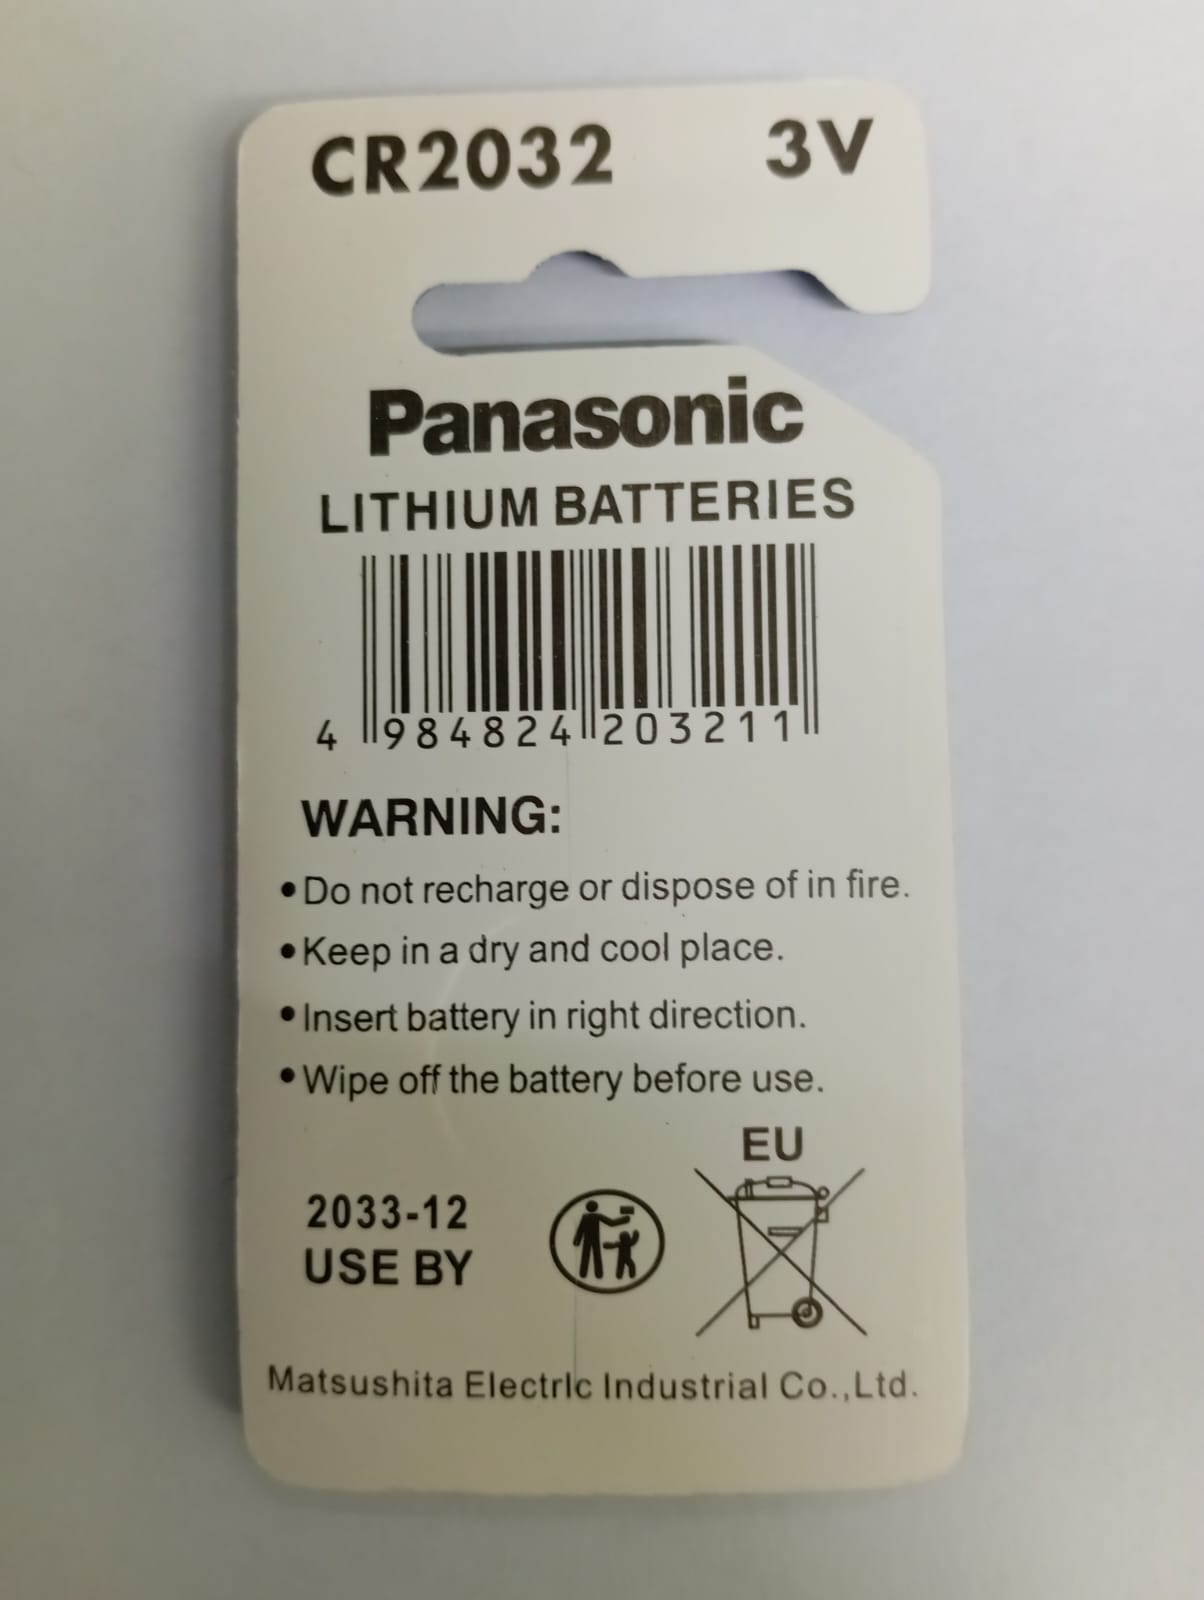 CR2032 3V
Panasonic
LITHIUM BATTERIES
4 984824 203211
WARNING:
•Do not recharge or dispose of in fire.
•Keep in a dry and cool place.
•Insert battery in right direction.
•Wipe off the battery before use.
EU
2033-12
USE BY
Matsushita Electrlc Industrial Co.,Ltd.